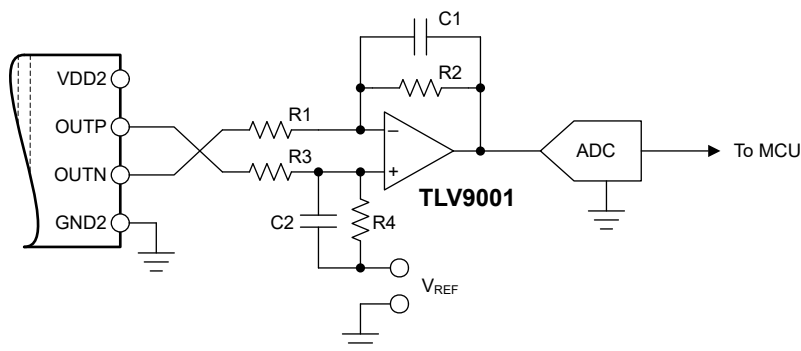 C1
VDD2
R2
R1
OUTP
−
ADC
To MCU
R3
OUTN
+
TLV9001
GND2
C2
R4
VREF